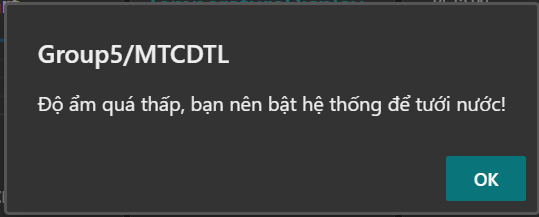 Group5/MTCDTL
Độ ẩm quá thấp, bạn nên bật hệ thống để tưới nước!
OK